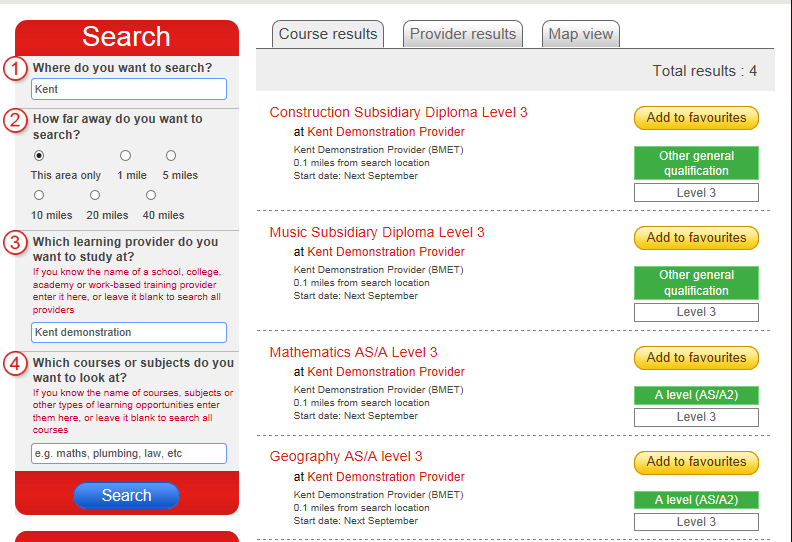 Search
1 Where do you want to search?
Kent
2 How far away do you want to
search?
This area only 1 mile 5 miles
10 miles 20 miles 40 miles
3 Which learning provider do you
want to study at?
If you know the name of a school, college,
academy or work-based training provider
enter it here, or leave it blank to search all
providers
Kent demonstration
4 Which courses or subjects do you
want to look at?
If you know the name of courses, subjects or
other types of learning opportunities enter
them here, or leave it blank to search all
courses
e.g. maths, plumbing, law, etc
Search
Course results Provider results Map view
Total results : 4
Construction Subsidiary Diploma Level 3
at Kent Demonstration Provider
Kent Demonstration Provider (BMET)
0.1 miles from search location
Start date: Next September
Add to favourites
Other general
qualification
Level 3
Music Subsidiary Diploma Level 3
at Kent Demonstration Provider
Kent Demonstration Provider (BMET)
0.1 miles from search location
Start date: Next September
Add to favourites
Other general
qualification
Level 3
Mathematics AS/A Level 3
at Kent Demonstration Provider
Kent Demonstration Provider (BMET)
0.1 miles from search location
Start date: Next September
Add to favourites
A level (AS/A2)
Level 3
Geography AS/A level 3
at Kent Demonstration Provider
Kent Demonstration Provider (BMET)
0.1 miles from search location
Start date: Next September
Add to favourites
A level (AS/A2)
Level 3